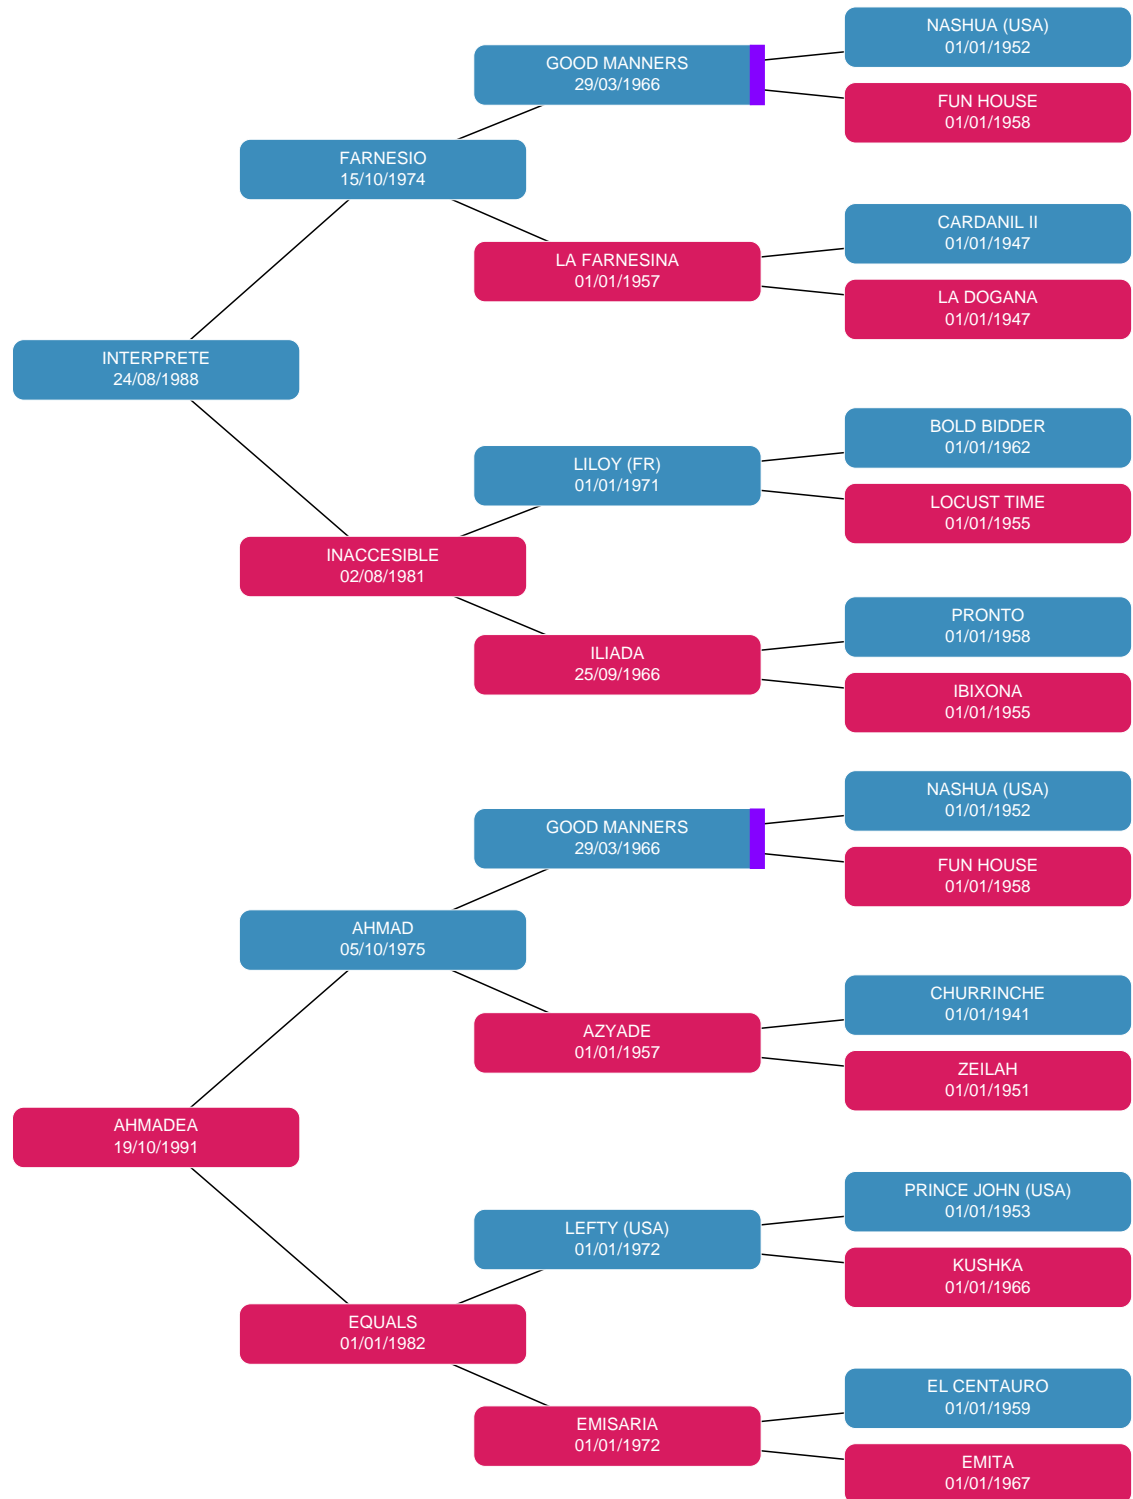 NASHUA (USA)
01/01/1952
GOOD MANNERS
29/03/1966
FUN HOUSE
01/01/1958
FARNESIO
15/10/1974
CARDANIL II
01/01/1947
LA FARNESINA
01/01/1957
LA DOGANA
01/01/1947
INTERPRETE
24/08/1988
BOLD BIDDER
01/01/1962
LILOY (FR)
01/01/1971
LOCUST TIME
01/01/1955
INACCESIBLE
02/08/1981
PRONTO
01/01/1958
ILIADA
25/09/1966
IBIXONA
01/01/1955
NASHUA (USA)
01/01/1952
GOOD MANNERS
29/03/1966
FUN HOUSE
01/01/1958
AHMAD
05/10/1975
CHURRINCHE
01/01/1941
AZYADE
01/01/1957
ZEILAH
01/01/1951
AHMADEA
19/10/1991
PRINCE JOHN (USA)
01/01/1953
LEFTY (USA)
01/01/1972
KUSHKA
01/01/1966
EQUALS
01/01/1982
EL CENTAURO
01/01/1959
EMISARIA
01/01/1972
EMITA
01/01/1967